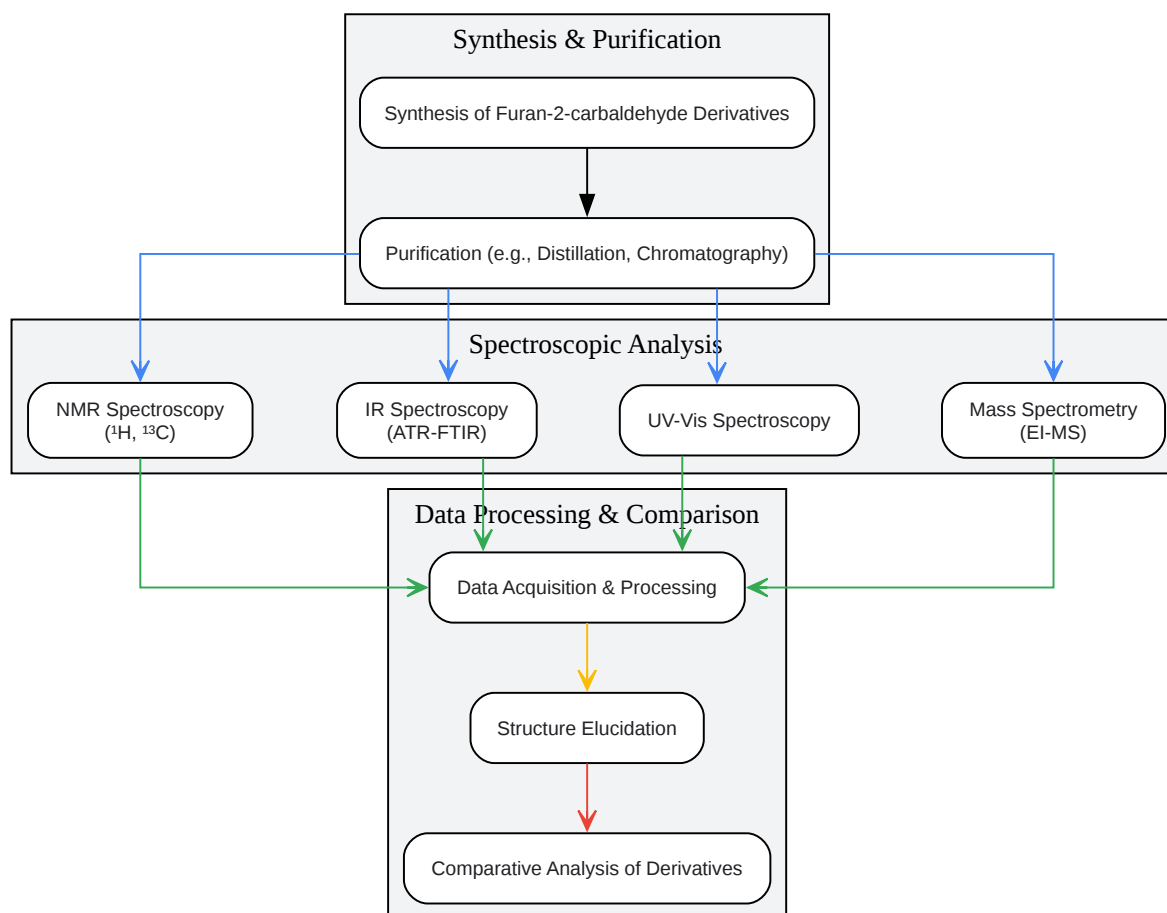 Synthesis & Purification
Synthesis of Furan-2-carbaldehyde Derivatives
Purification (e.g., Distillation, Chromatography)
Spectroscopic Analysis
NMR Spectroscopy
(¹H, ¹³C)
IR Spectroscopy
(ATR-FTIR)
UV-Vis Spectroscopy
Mass Spectrometry
(EI-MS)
Data Processing & Comparison
Data Acquisition & Processing
Structure Elucidation
Comparative Analysis of Derivatives